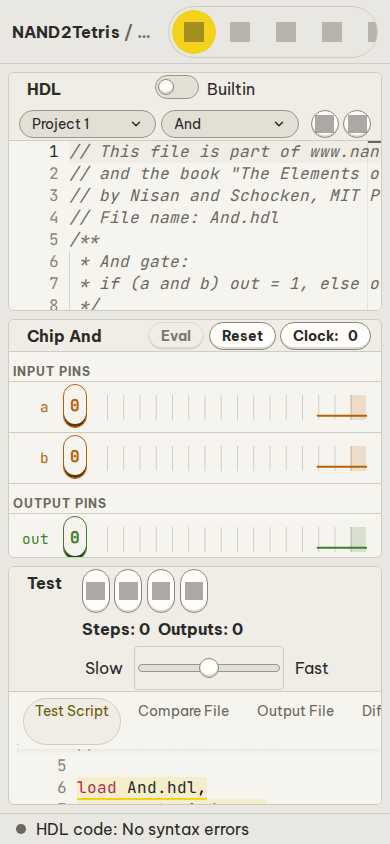 NAND2Tetris / ...
HDL
Builtin
Project 1
And
1 // This file is part of www.nan
2 // and the book "The Elements o
3 // by Nisan and Schocken, MIT P
4 // File name: And.hdl
5 /**
6  * And gate:
7  * if (a and b) out = 1, else o
8  */
Chip And
Eval
Reset
Clock: 0
INPUT PINS
a 0
b 0
OUTPUT PINS
out 0
Test
Steps: 0 Outputs: 0
Slow
Fast
Test Script
Compare File
Output File
Dif
5
6 load And.hdl,
HDL code: No syntax errors